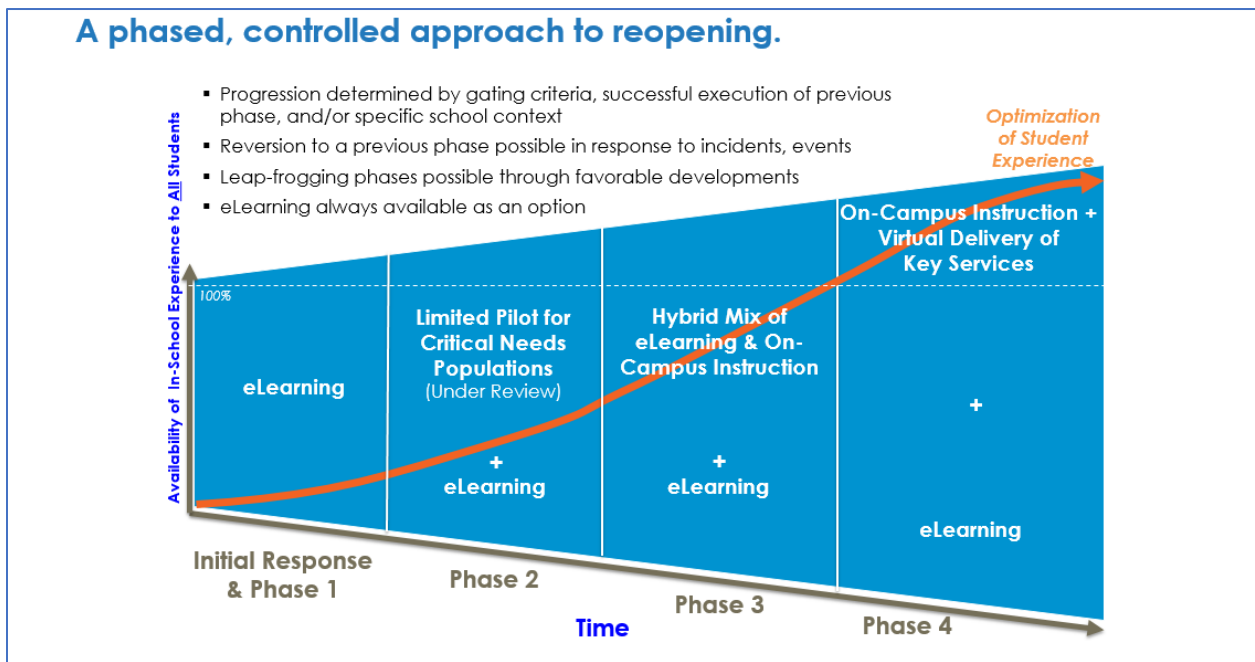 A phased, controlled approach to reopening.
▪ Progression determined by gating criteria, successful execution of previous
phase, and/or specific school context
▪ Reversion to a previous phase possible in response to incidents, events
▪ Leap-frogging phases possible through favorable developments
▪ eLearning always available as an option
Optimization
of Student
Experience
Availability of In-School Experience to All Students
100%
eLearning
Limited Pilot for
Critical Needs
Populations
(Under Review)
+
eLearning
Hybrid Mix of
eLearning & On-
Campus Instruction
+
eLearning
On-Campus Instruction +
Virtual Delivery of
Key Services
+
eLearning
Initial Response
& Phase 1
Phase 2
Phase 3
Phase 4
Time